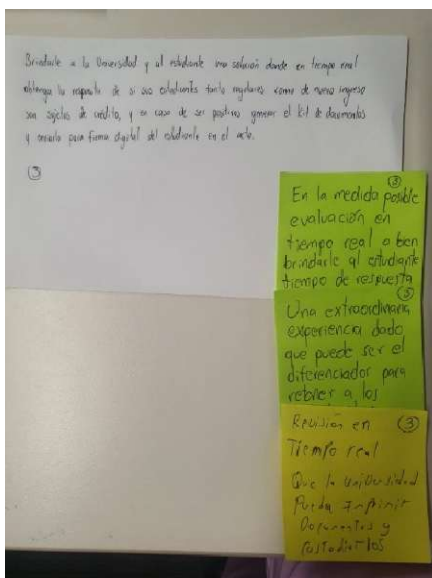 Brindarle a la Universidad y al estudiante una solución donde en tiempo real
obtenga la respuesta de si sus estudiantes tanto regulares como de nuevo ingreso
son sujetos de crédito, y en caso de ser positivo generar el kit de documentos
y enviarlo para firma digital del estudiante en el acto.
3
3
En la medida posible
evaluación en
tiempo real a bien
brindarle al estudiante
tiempo de respuesta
3
Una extraordinaria
experiencia dado
que puede ser el
diferenciador para
retener a los
Revisión en 3
Tiempo real
Que la universidad
Pueda Imprimir
Documentos y
custodiarlos